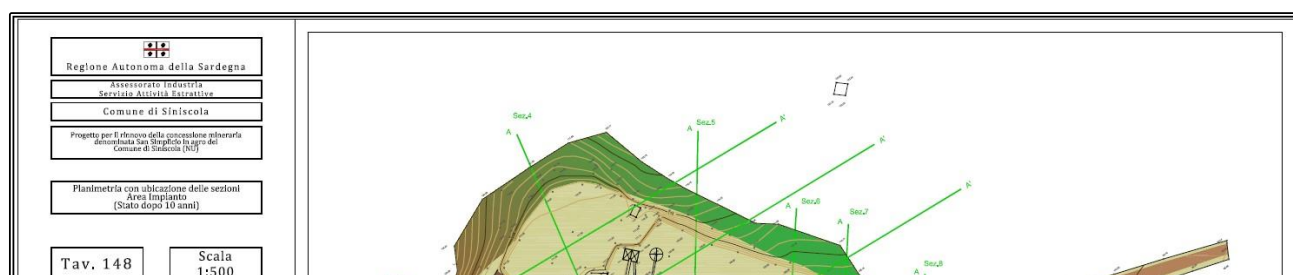 Regione Autonoma della Sardegna
Assessorato Industria
Servizio Attività Estrattive
Comune di Siniscola
Progetto per il rinnovo della concessione mineraria
denominata San Simplicio in agro del
Comune di Siniscola (NU)
Planimetria con ubicazione delle sezioni
Area Impianto
(Stato dopo 10 anni)
Tav. 148
Scala
1:500
Sez.4
A
Sez.5
A
A'
A'
A'
Sez.6
A
Sez.7
A
Sez.8
A